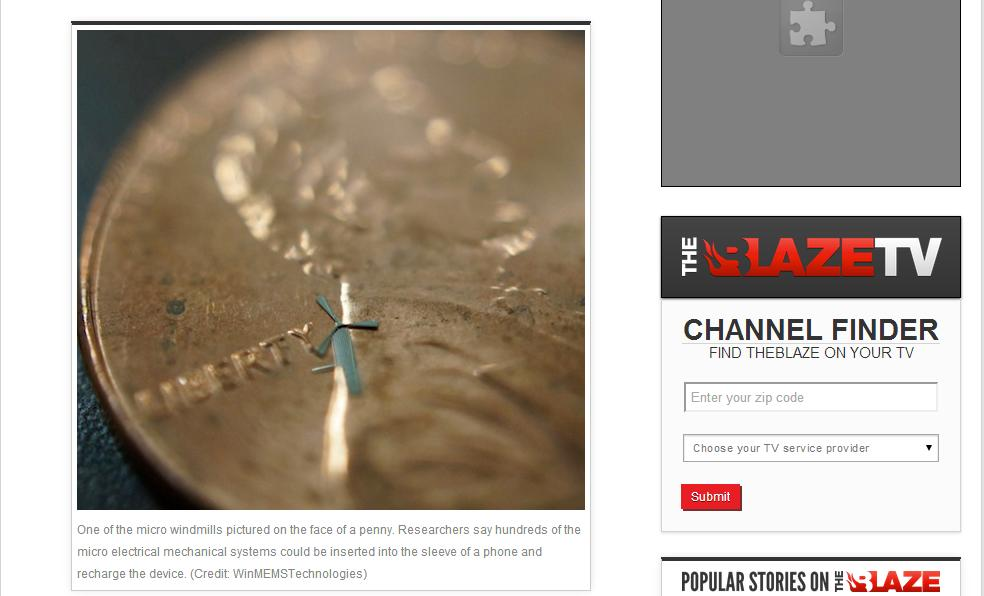 LIBERTY
One of the micro windmills pictured on the face of a penny. Researchers say hundreds of the
micro electrical mechanical systems could be inserted into the sleeve of a phone and
recharge the device. (Credit: WinMEMSTechnologies)
THE BLAZETV
CHANNEL FINDER
FIND THEBLAZE ON YOUR TV
Enter your zip code
Choose your TV service provider
Submit
POPULAR STORIES ON THE BLAZE